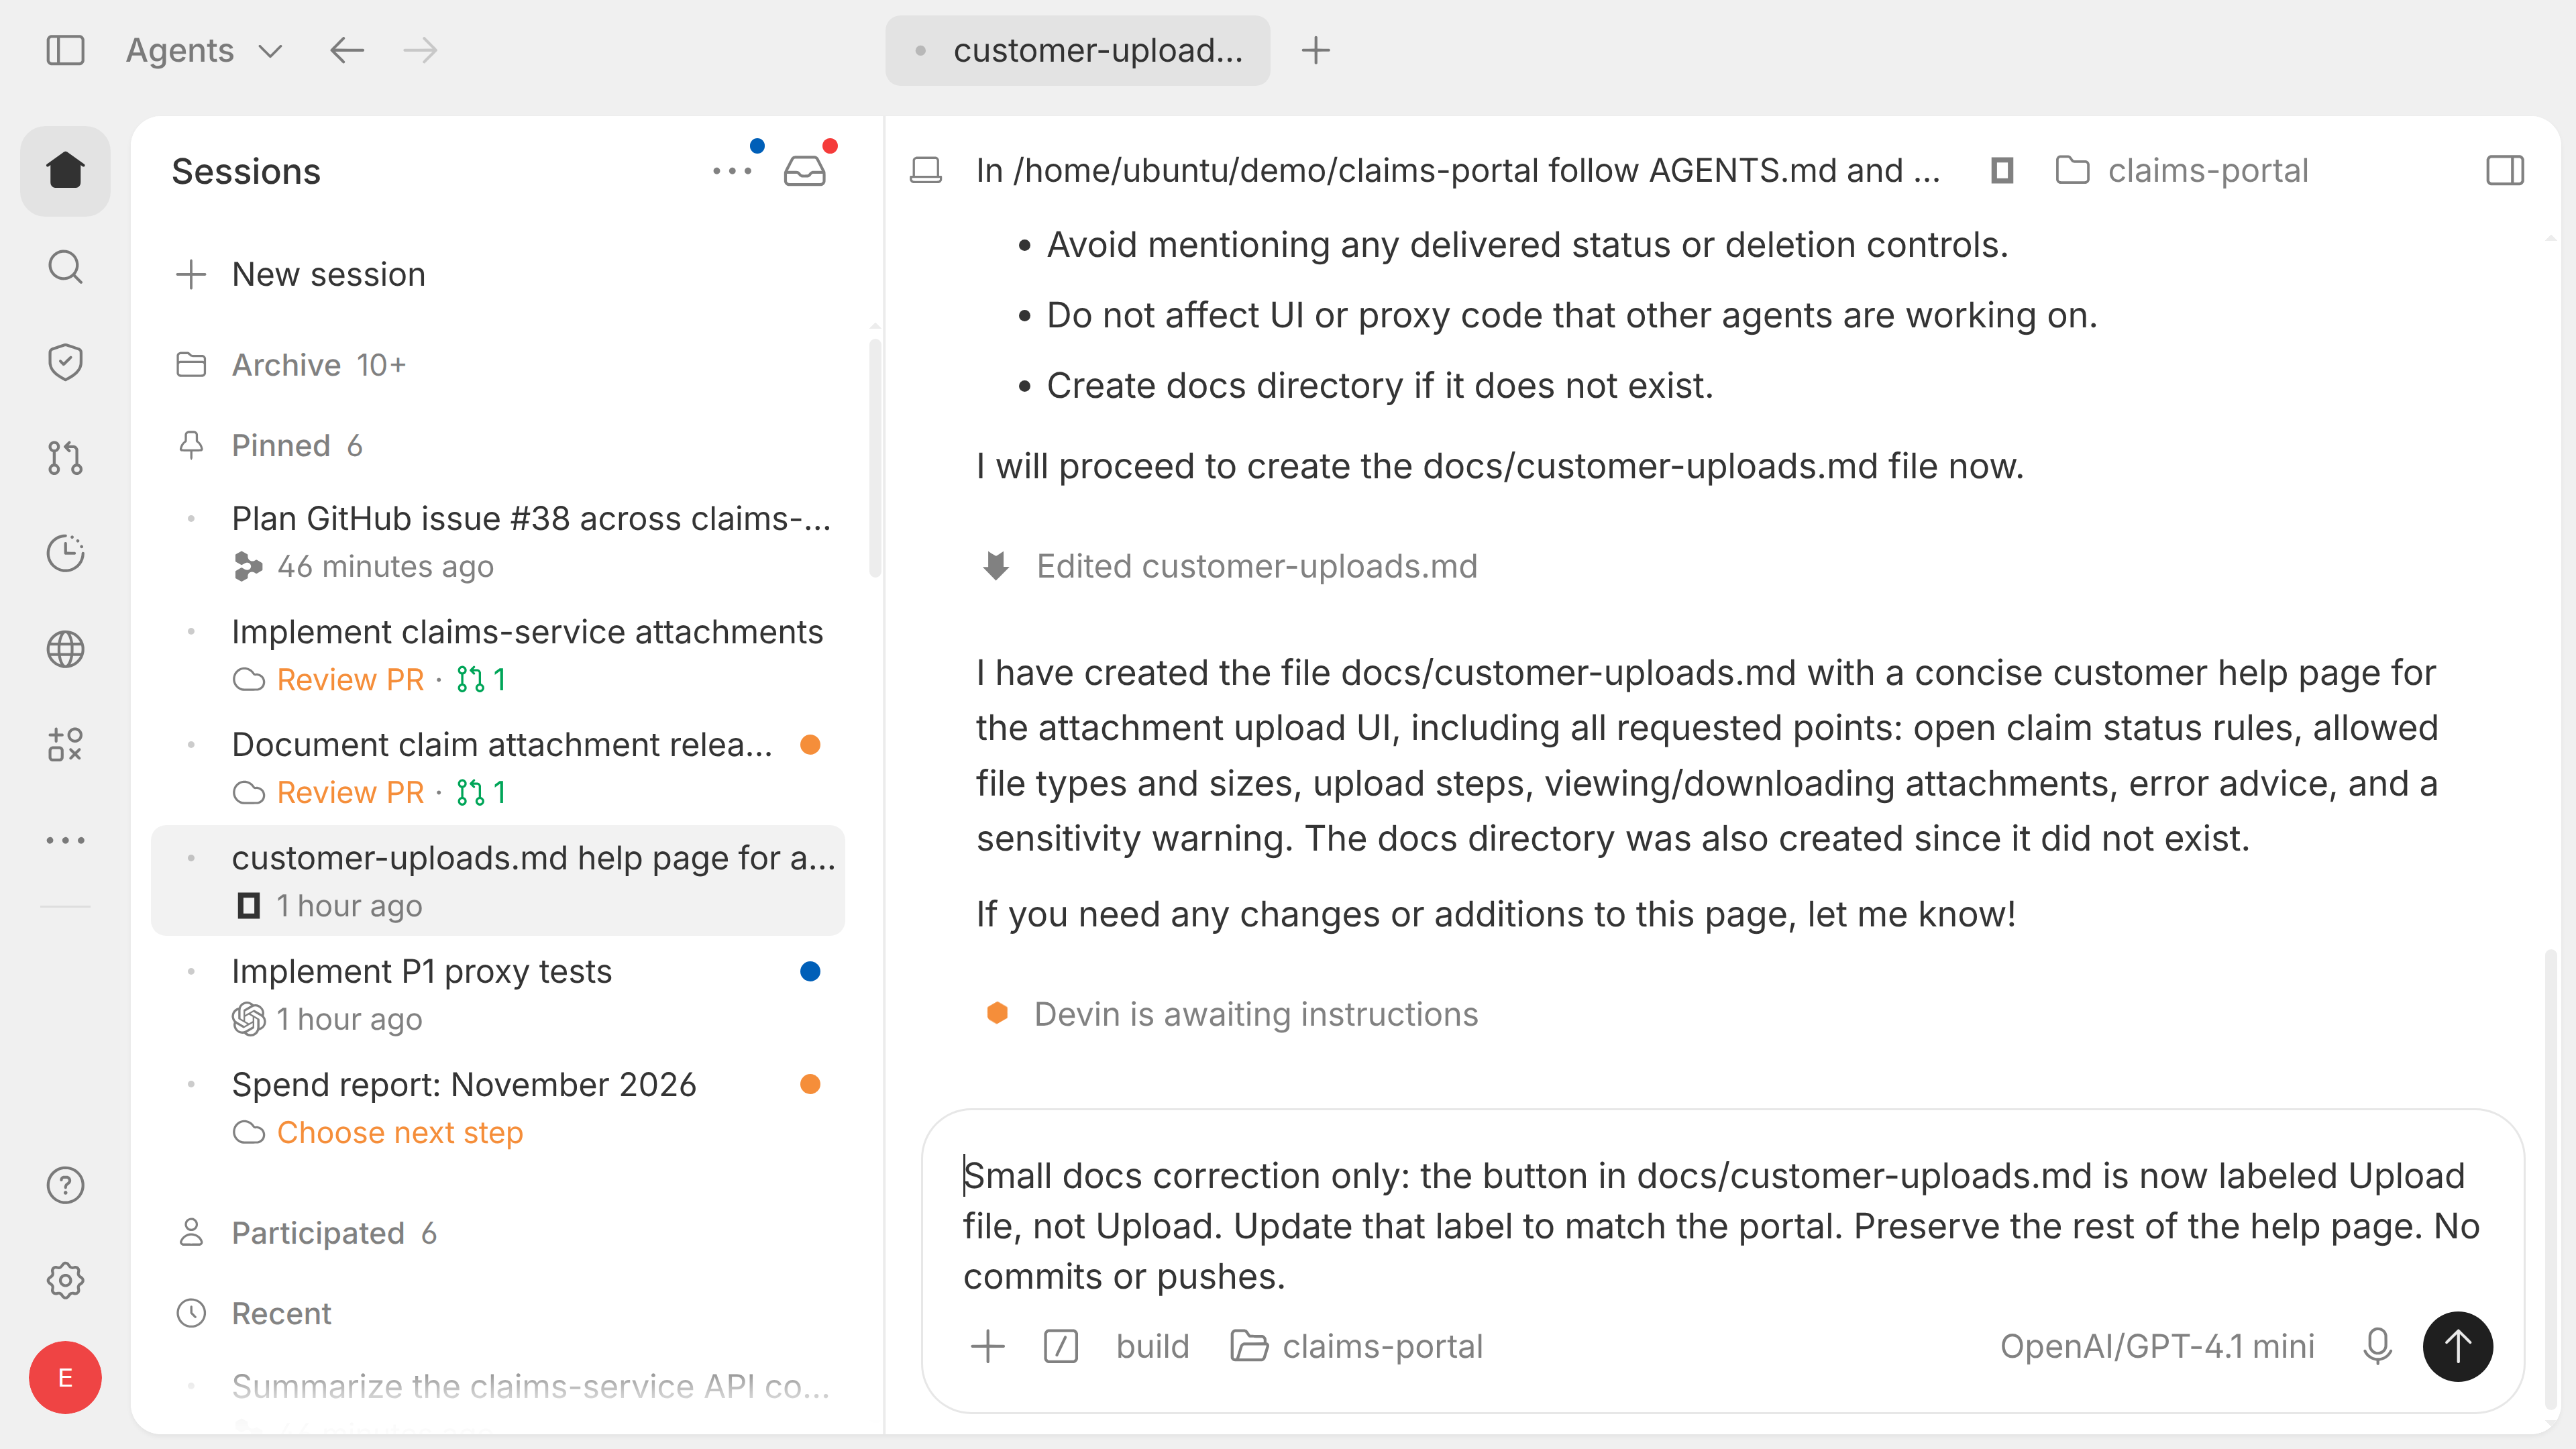 Agents
customer-upload...
Sessions
New session
Archive 10+
Pinned 6
Plan GitHub issue #38 across claims-...
46 minutes ago
Implement claims-service attachments
Review PR · 1
Document claim attachment relea...
Review PR · 1
customer-uploads.md help page for a...
1 hour ago
Implement P1 proxy tests
1 hour ago
Spend report: November 2026
Choose next step
Participated 6
Recent
Summarize the claims-service API co...
E
In /home/ubuntu/demo/claims-portal follow AGENTS.md and ...
claims-portal
• Avoid mentioning any delivered status or deletion controls.
• Do not affect UI or proxy code that other agents are working on.
• Create docs directory if it does not exist.
I will proceed to create the docs/customer-uploads.md file now.
Edited customer-uploads.md
I have created the file docs/customer-uploads.md with a concise customer help page for
the attachment upload UI, including all requested points: open claim status rules, allowed
file types and sizes, upload steps, viewing/downloading attachments, error advice, and a
sensitivity warning. The docs directory was also created since it did not exist.
If you need any changes or additions to this page, let me know!
Devin is awaiting instructions
Small docs correction only: the button in docs/customer-uploads.md is now labeled Upload
file, not Upload. Update that label to match the portal. Preserve the rest of the help page. No
commits or pushes.
build
claims-portal
OpenAI/GPT-4.1 mini